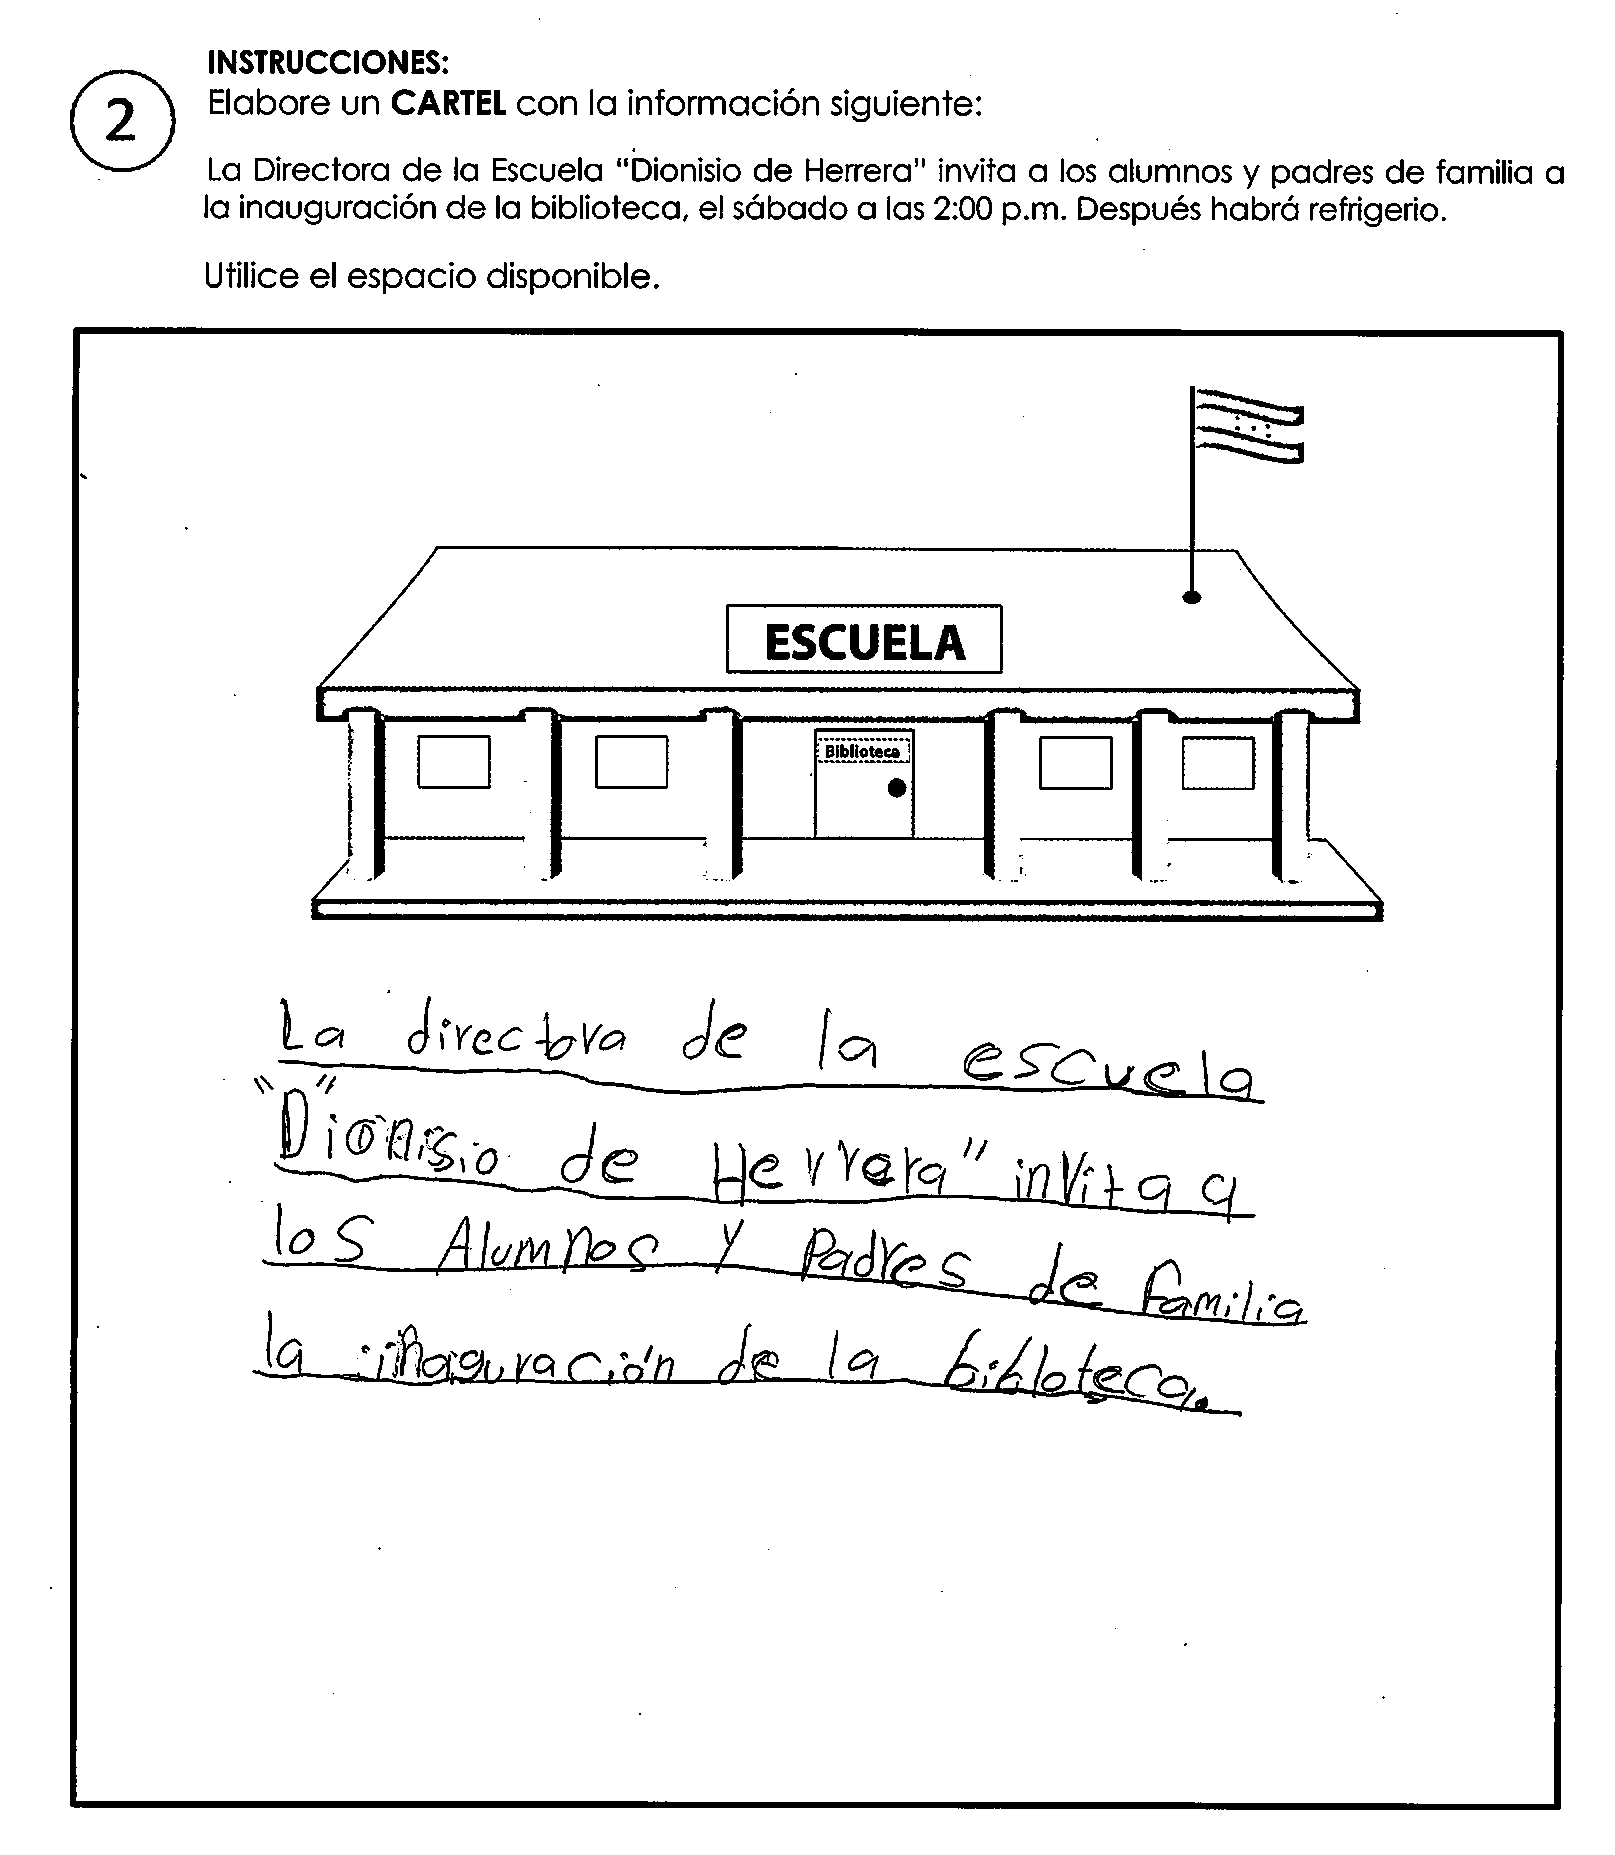 INSTRUCCIONES:
2
Elabore un CARTEL con la información siguiente:
La Directora de la Escuela "Dionisio de Herrera" invita a los alumnos y padres de familia a
la inauguración de la biblioteca, el sábado a las 2:00 p.m. Después habrá refrigerio.
Utilice el espacio disponible.
ESCUELA
Biblioteca
La directora de la escuela
"D"ionisio de Herrera" invita a
los Alumnos y Padres de familia
la inaguración de la bibloteca.